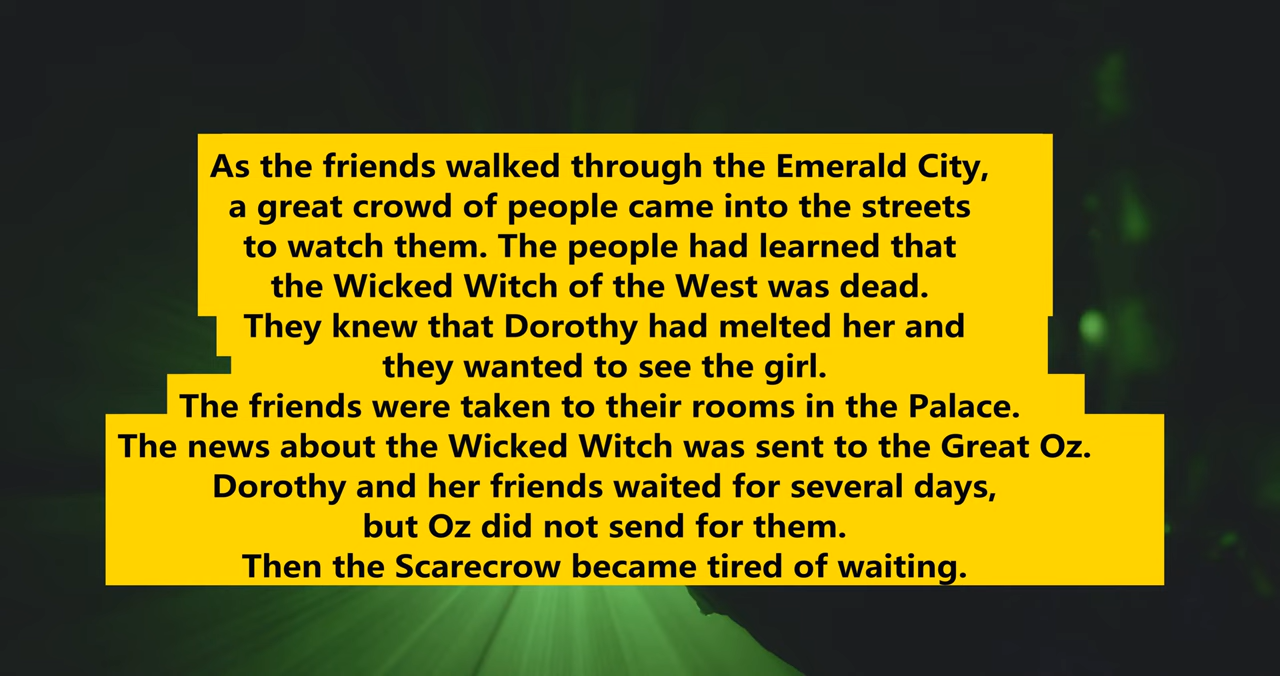 As the friends walked through the Emerald City,
a great crowd of people came into the streets
to watch them. The people had learned that
the Wicked Witch of the West was dead.
They knew that Dorothy had melted her and
they wanted to see the girl.
The friends were taken to their rooms in the Palace.
The news about the Wicked Witch was sent to the Great Oz.
Dorothy and her friends waited for several days,
but Oz did not send for them.
Then the Scarecrow became tired of waiting.